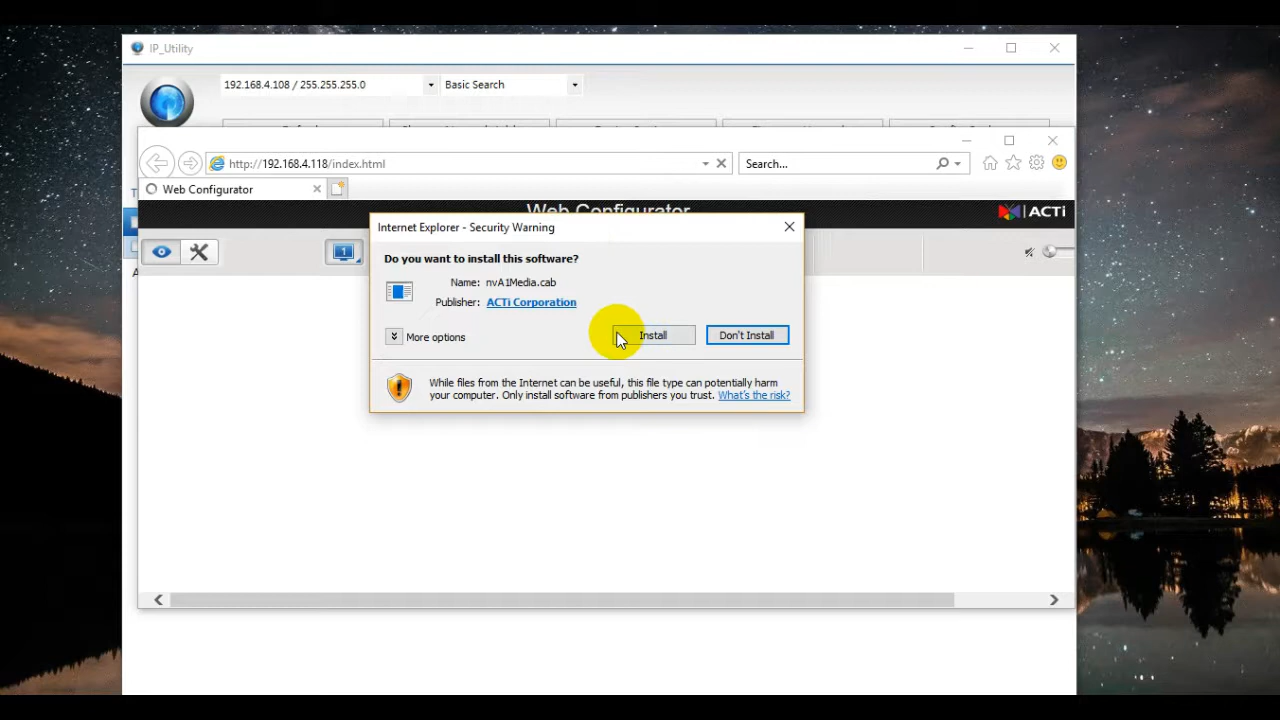 IP_Utility
192.168.4.108 / 255.255.255.0 Basic Search
http://192.168.4.118/index.html Search...
Web Configurator
Web Configurator
ACTi
1
Internet Explorer - Security Warning
Do you want to install this software?
Name: nvA1Media.cab
Publisher: ACTi Corporation
More options
Install Don't Install
While files from the Internet can be useful, this file type can potentially harm
your computer. Only install software from publishers you trust. What's the risk?